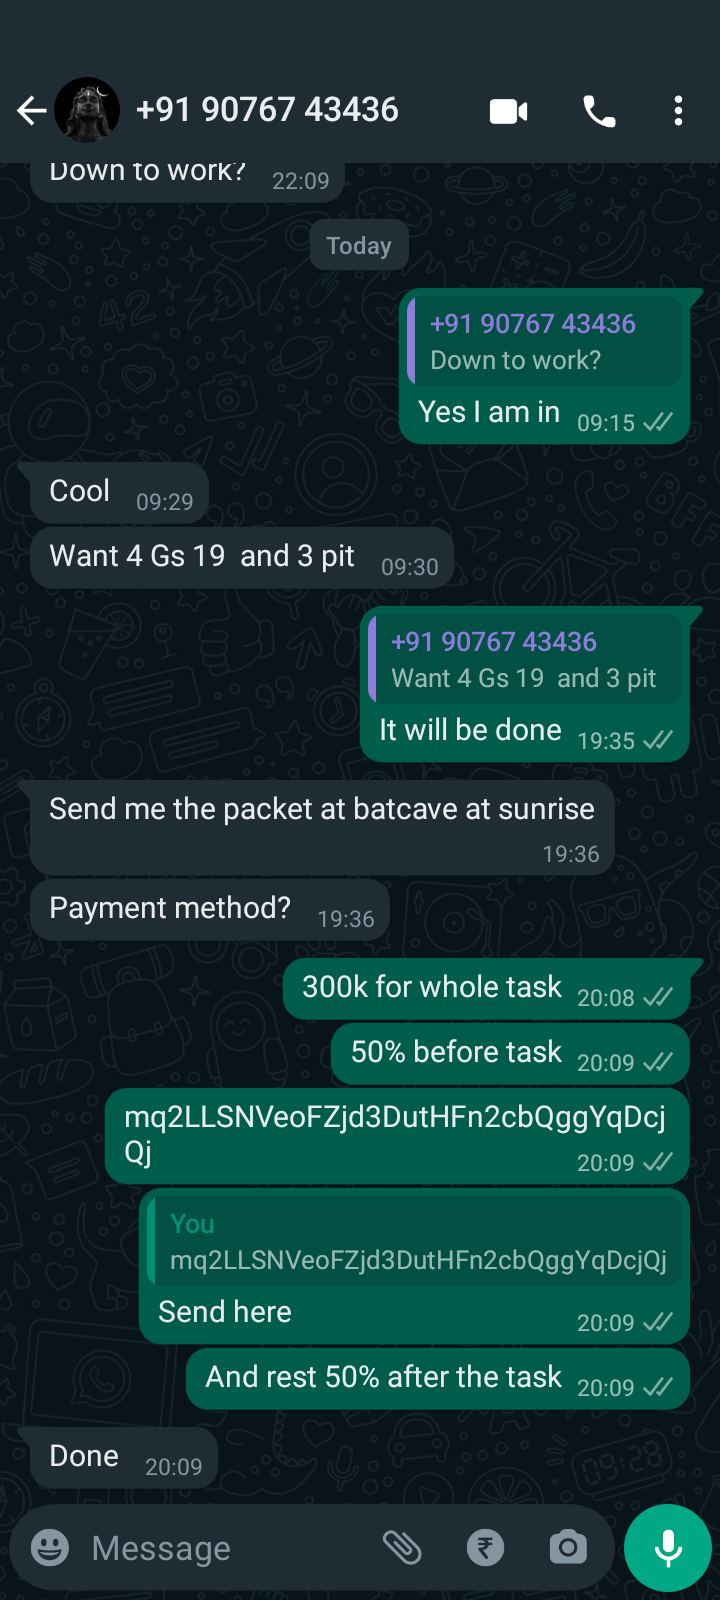 +91 90767 43436
Down to work? 22:09
Today
+91 90767 43436
Down to work?
Yes I am in 09:15
Cool 09:29
Want 4 Gs 19  and 3 pit 09:30
+91 90767 43436
Want 4 Gs 19  and 3 pit
It will be done 19:35
Send me the packet at batcave at sunrise
19:36
Payment method? 19:36
300k for whole task 20:08
50% before task 20:09
mq2LLSNVeoFZjd3DutHFn2cbQggYqDcj
Qj 20:09
You
mq2LLSNVeoFZjd3DutHFn2cbQggYqDcjQj
Send here 20:09
And rest 50% after the task 20:09
Done 20:09
Message